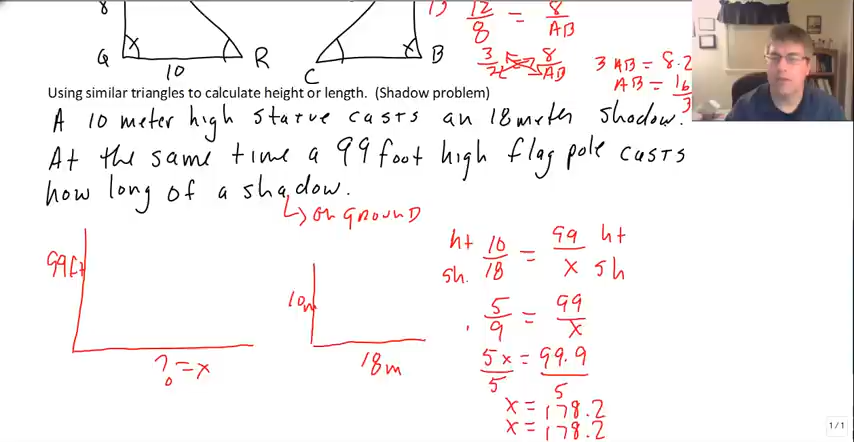 8
Q 10 R
C B
12/8 = 8/AB
3/2 8/AB
3 AB = 8.2
AB = 16/3
Using similar triangles to calculate height or length. (Shadow problem)
A 10 meter high statue casts an 18 meter shadow.
At the same time a 99 foot high flag pole casts
how long of a shadow.
↳ on ground
99ft
? = x
10m
18m
ht 10/18 = 99/x ht
sh. sh
5/9 = 99/x
5x/5 = 99.9/5
x = 178.2
x = 178.2
1/1